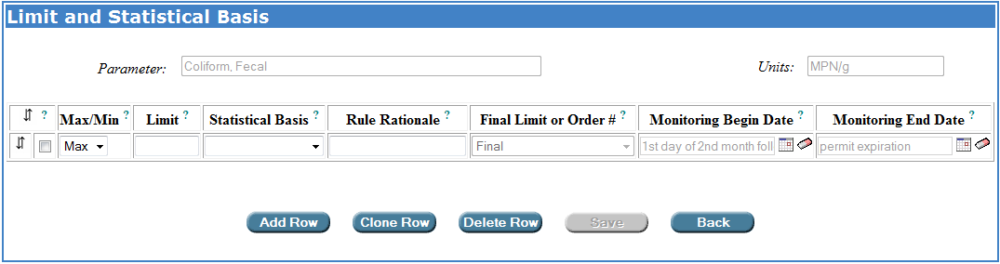 Limit and Statistical Basis
Parameter: Coliform, Fecal Units: MPN/g
? Max/Min ? Limit ? Statistical Basis ? Rule Rationale ? Final Limit or Order # ? Monitoring Begin Date ? Monitoring End Date ?
Max Final 1st day of 2nd month foll permit expiration
Add Row Clone Row Delete Row Save Back